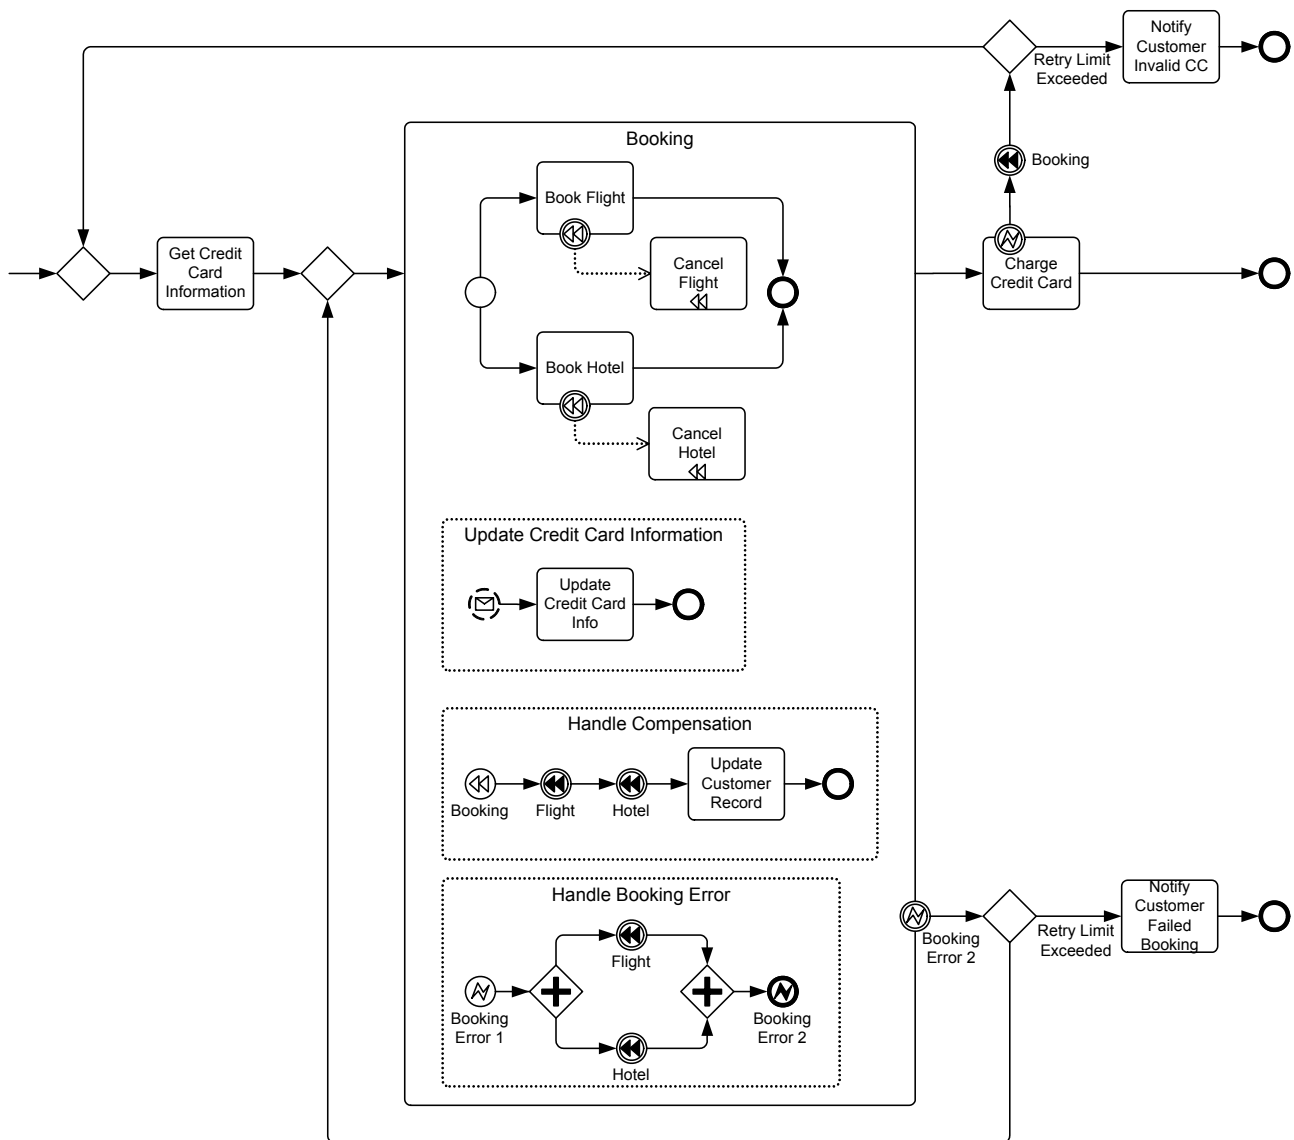 Notify
Customer
Invalid CC
Retry Limit
Exceeded
Booking
Booking
Book Flight
Get Credit
Card
Information
Cancel
Flight
Charge
Credit Card
Book Hotel
Cancel
Hotel
Update Credit Card Information
Update
Credit Card
Info
Handle Compensation
Update
Customer
Record
Booking
Flight
Hotel
Handle Booking Error
Notify
Customer
Failed
Booking
Retry Limit
Exceeded
Booking
Error 2
Flight
Booking
Error 1
Booking
Error 2
Hotel